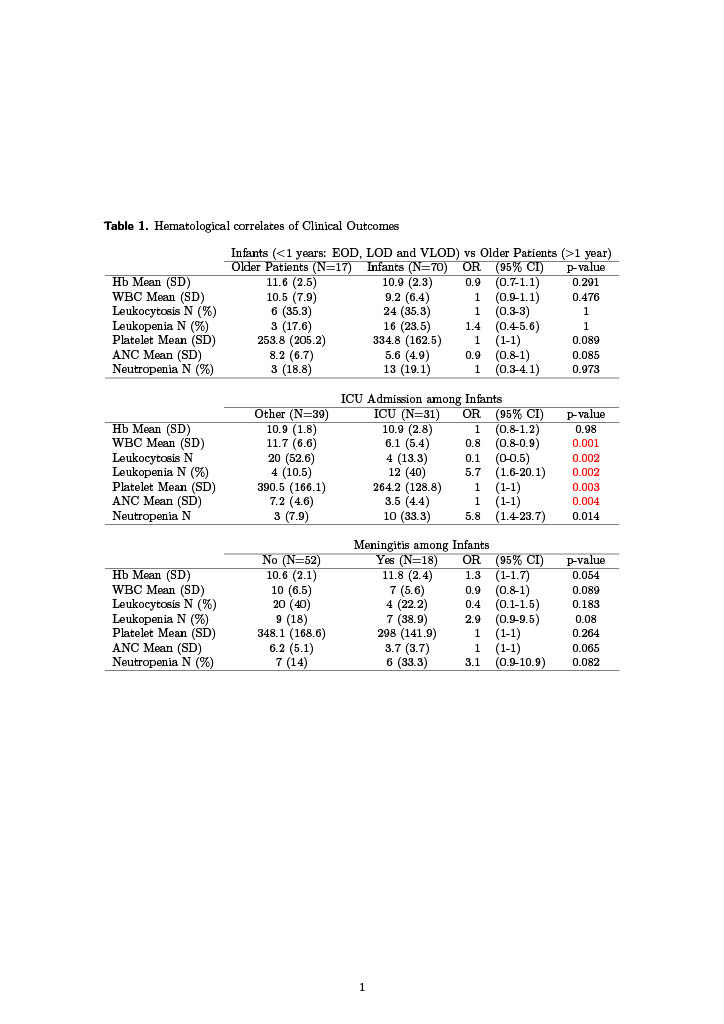 Table 1. Hematological correlates of Clinical Outcomes
Infants (<1 years: EOD, LOD and VLOD) vs Older Patients (>1 year)
Older Patients (N=17) Infants (N=70) OR (95% CI) p-value
Hb Mean (SD) 11.6 (2.5) 10.9 (2.3) 0.9 (0.7-1.1) 0.291
WBC Mean (SD) 10.5 (7.9) 9.2 (6.4) 1 (0.9-1.1) 0.476
Leukocytosis N (%) 6 (35.3) 24 (35.3) 1 (0.3-3) 1
Leukopenia N (%) 3 (17.6) 16 (23.5) 1.4 (0.4-5.6) 1
Platelet Mean (SD) 253.8 (205.2) 334.8 (162.5) 1 (1-1) 0.089
ANC Mean (SD) 8.2 (6.7) 5.6 (4.9) 0.9 (0.8-1) 0.085
Neutropenia N (%) 3 (18.8) 13 (19.1) 1 (0.3-4.1) 0.973
ICU Admission among Infants
Other (N=39) ICU (N=31) OR (95% CI) p-value
Hb Mean (SD) 10.9 (1.8) 10.9 (2.8) 1 (0.8-1.2) 0.98
WBC Mean (SD) 11.7 (6.6) 6.1 (5.4) 0.8 (0.8-0.9) 0.001
Leukocytosis N 20 (52.6) 4 (13.3) 0.1 (0-0.5) 0.002
Leukopenia N (%) 4 (10.5) 12 (40) 5.7 (1.6-20.1) 0.002
Platelet Mean (SD) 390.5 (166.1) 264.2 (128.8) 1 (1-1) 0.003
ANC Mean (SD) 7.2 (4.6) 3.5 (4.4) 1 (1-1) 0.004
Neutropenia N 3 (7.9) 10 (33.3) 5.8 (1.4-23.7) 0.014
Meningitis among Infants
No (N=52) Yes (N=18) OR (95% CI) p-value
Hb Mean (SD) 10.6 (2.1) 11.8 (2.4) 1.3 (1-1.7) 0.054
WBC Mean (SD) 10 (6.5) 7 (5.6) 0.9 (0.8-1) 0.089
Leukocytosis N (%) 20 (40) 4 (22.2) 0.4 (0.1-1.5) 0.183
Leukopenia N (%) 9 (18) 7 (38.9) 2.9 (0.9-9.5) 0.08
Platelet Mean (SD) 348.1 (168.6) 298 (141.9) 1 (1-1) 0.264
ANC Mean (SD) 6.2 (5.1) 3.7 (3.7) 1 (1-1) 0.065
Neutropenia N (%) 7 (14) 6 (33.3) 3.1 (0.9-10.9) 0.082
1